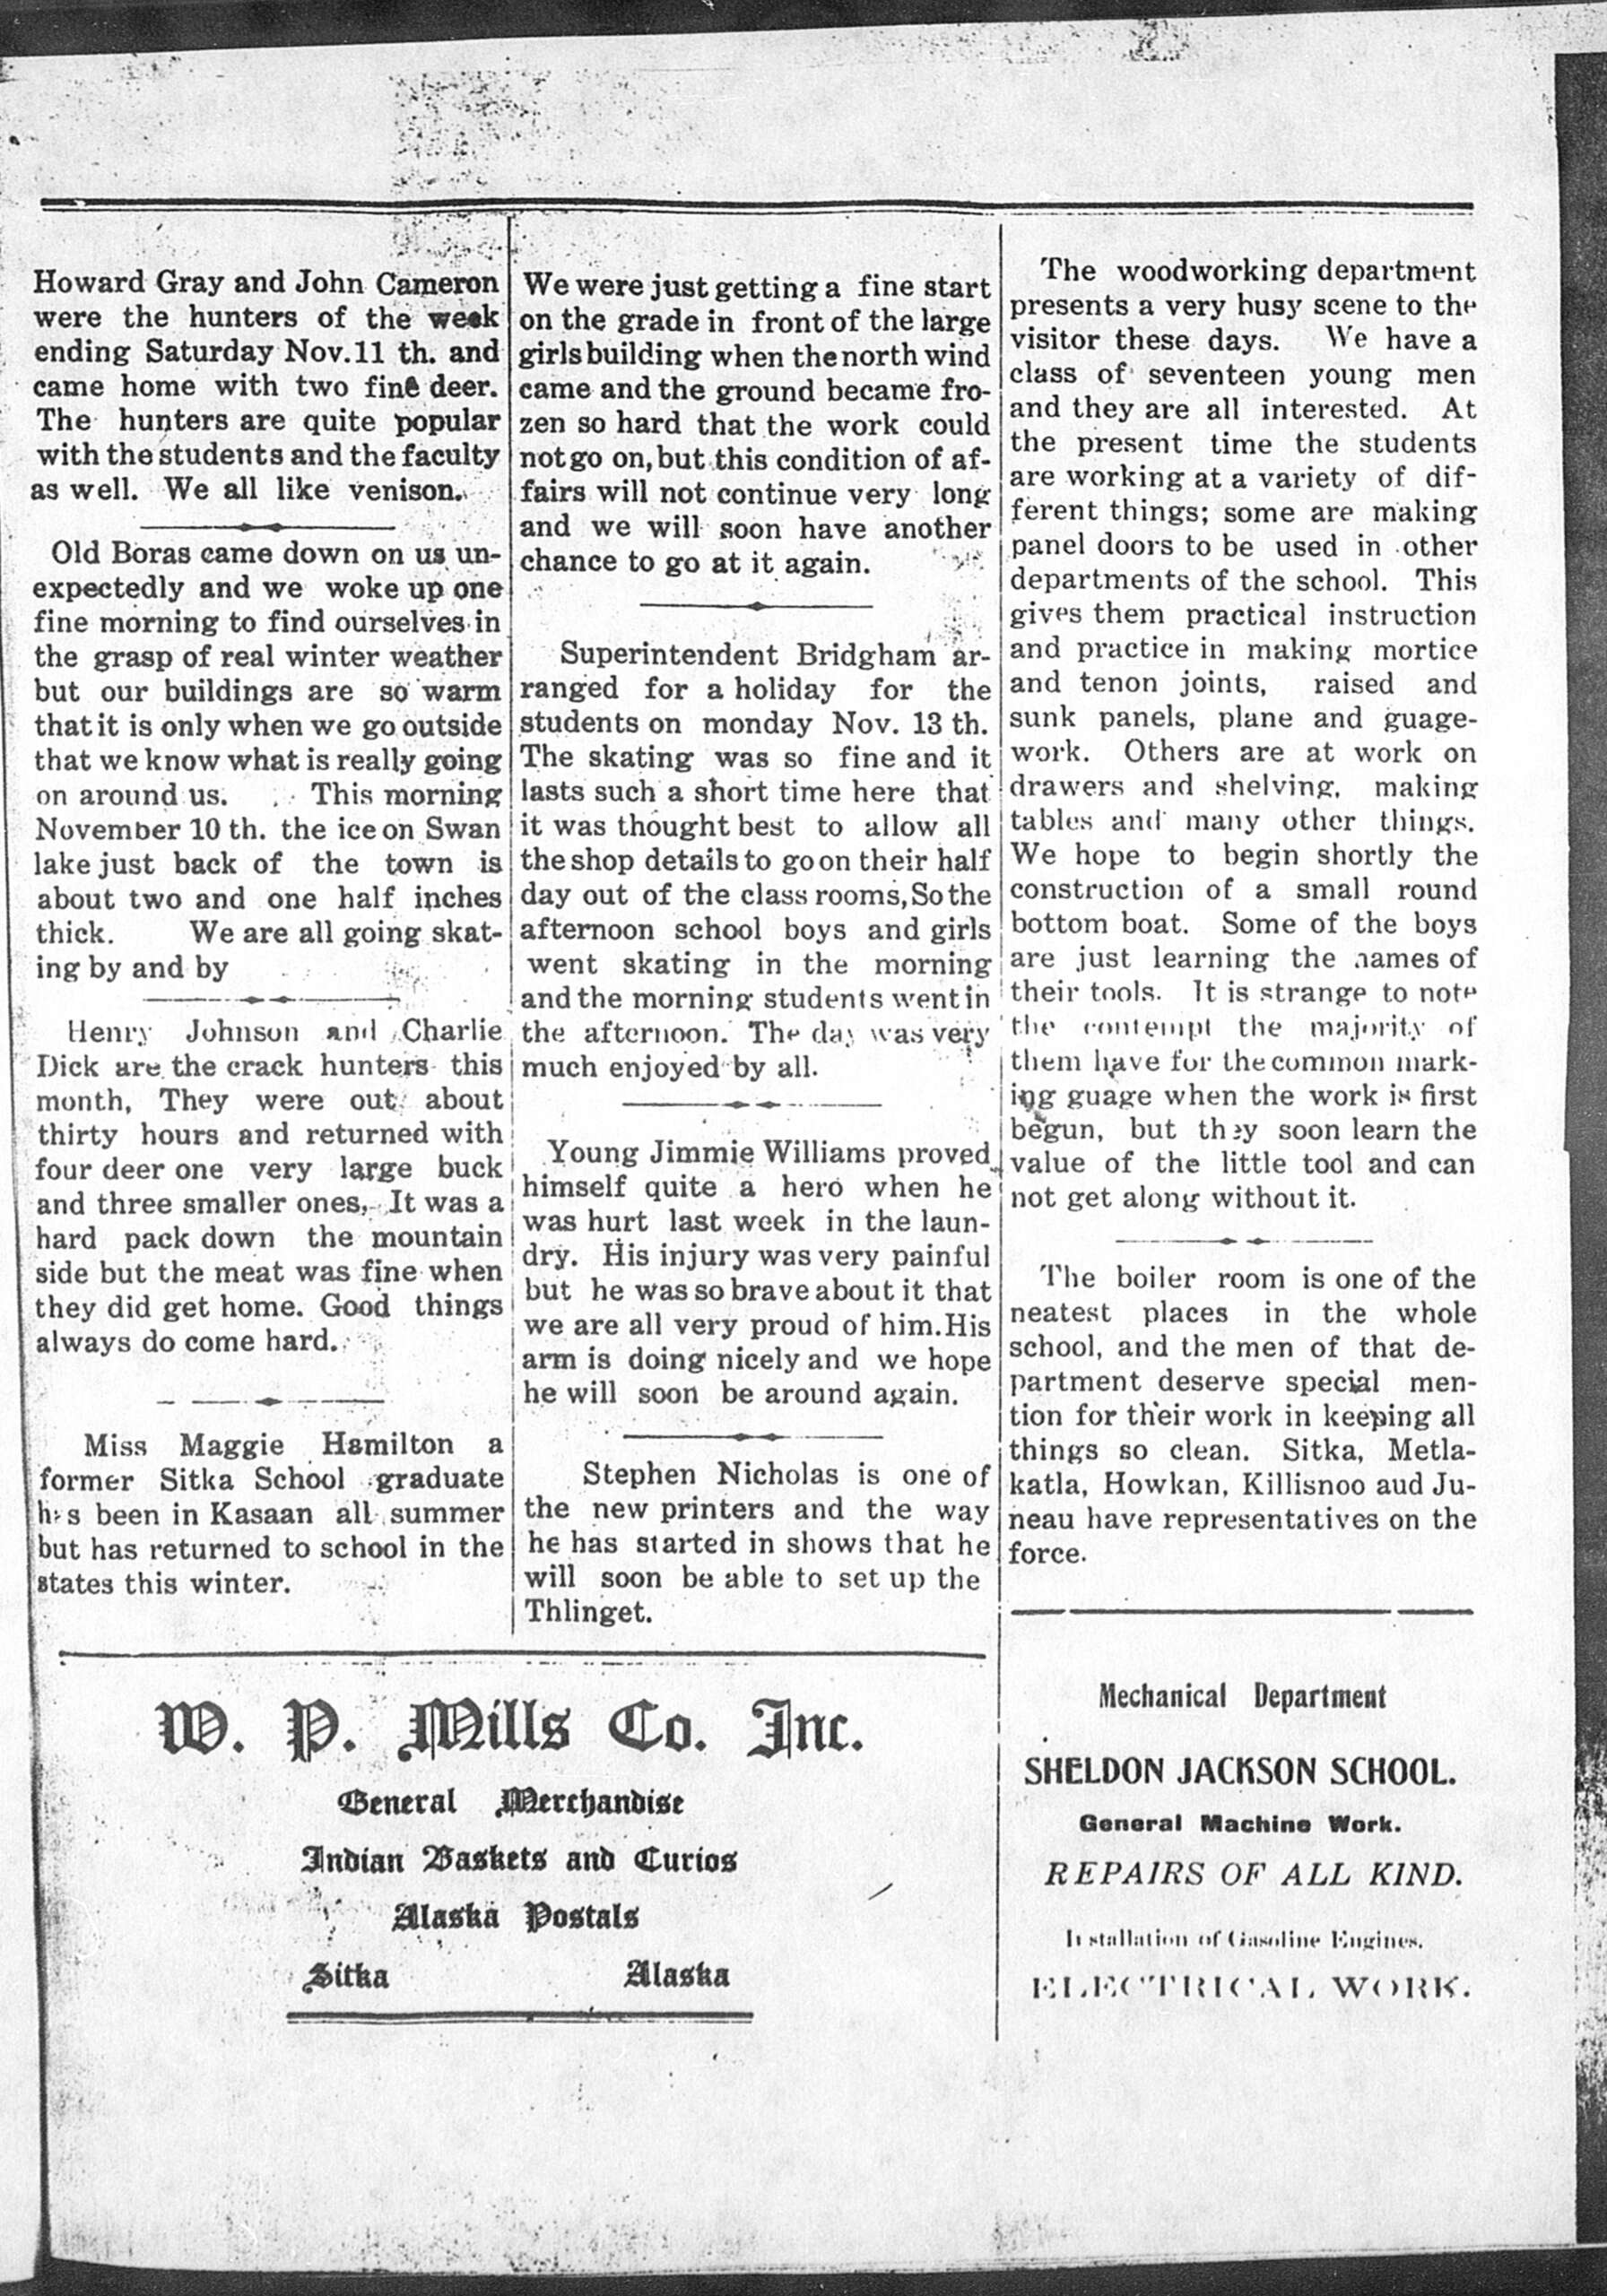 Howard Gray and John Cameron
were the hunters of the week
ending Saturday Nov.11 th. and
came home with two fine deer.
The hunters are quite popular
with the students and the faculty
as well. We all like venison.
Old Boras came down on us un-
expectedly and we woke up one
fine morning to find ourselves in
the grasp of real winter weather
but our buildings are so warm
that it is only when we go outside
that we know what is really going
on around us. This morning
November 10 th. the ice on Swan
lake just back of the town is
about two and one half inches
thick. We are all going skat-
ing by and by
Henry Johnson and Charlie
Dick are the crack hunters this
month, They were out about
thirty hours and returned with
four deer one very large buck
and three smaller ones, It was a
hard pack down the mountain
side but the meat was fine when
they did get home. Good things
always do come hard.
Miss Maggie Hamilton a
former Sitka School graduate
has been in Kasaan all summer
but has returned to school in the
states this winter.
We were just getting a fine start
on the grade in front of the large
girls building when the north wind
came and the ground became fro-
zen so hard that the work could
not go on, but this condition of af-
fairs will not continue very long
and we will soon have another
chance to go at it again.
Superintendent Bridgham ar-
ranged for a holiday for the
students on monday Nov. 13 th.
The skating was so fine and it
lasts such a short time here that
it was thought best to allow all
the shop details to go on their half
day out of the class rooms, So the
afternoon school boys and girls
went skating in the morning
and the morning students went in
the afternoon. The day was very
much enjoyed by all.
Young Jimmie Williams proved
himself quite a hero when he
was hurt last week in the laun-
dry. His injury was very painful
but he was so brave about it that
we are all very proud of him. His
arm is doing nicely and we hope
he will soon be around again.
Stephen Nicholas is one of
the new printers and the way
he has started in shows that he
will soon be able to set up the
Thlinget.
The woodworking department
presents a very busy scene to the
visitor these days. We have a
class of seventeen young men
and they are all interested. At
the present time the students
are working at a variety of dif-
ferent things; some are making
panel doors to be used in other
departments of the school. This
gives them practical instruction
and practice in making mortice
and tenon joints, raised and
sunk panels, plane and guage-
work. Others are at work on
drawers and shelving, making
tables and many other things.
We hope to begin shortly the
construction of a small round
bottom boat. Some of the boys
are just learning the names of
their tools. It is strange to note
the contempt the majority of
them have for the common mark-
ing guage when the work is first
begun, but they soon learn the
value of the little tool and can
not get along without it.
The boiler room is one of the
neatest places in the whole
school, and the men of that de-
partment deserve special men-
tion for their work in keeping all
things so clean. Sitka, Metla-
katla, Howkan, Killisnoo aud Ju-
neau have representatives on the
force.
W. P. Mills Co. Inc.
General Merchandise
Indian Baskets and Curios
Alaska Postals
Sitka Alaska
Mechanical Department
SHELDON JACKSON SCHOOL.
General Machine Work.
REPAIRS OF ALL KIND.
Installation of Gasoline Engines.
ELECTRICAL WORK.